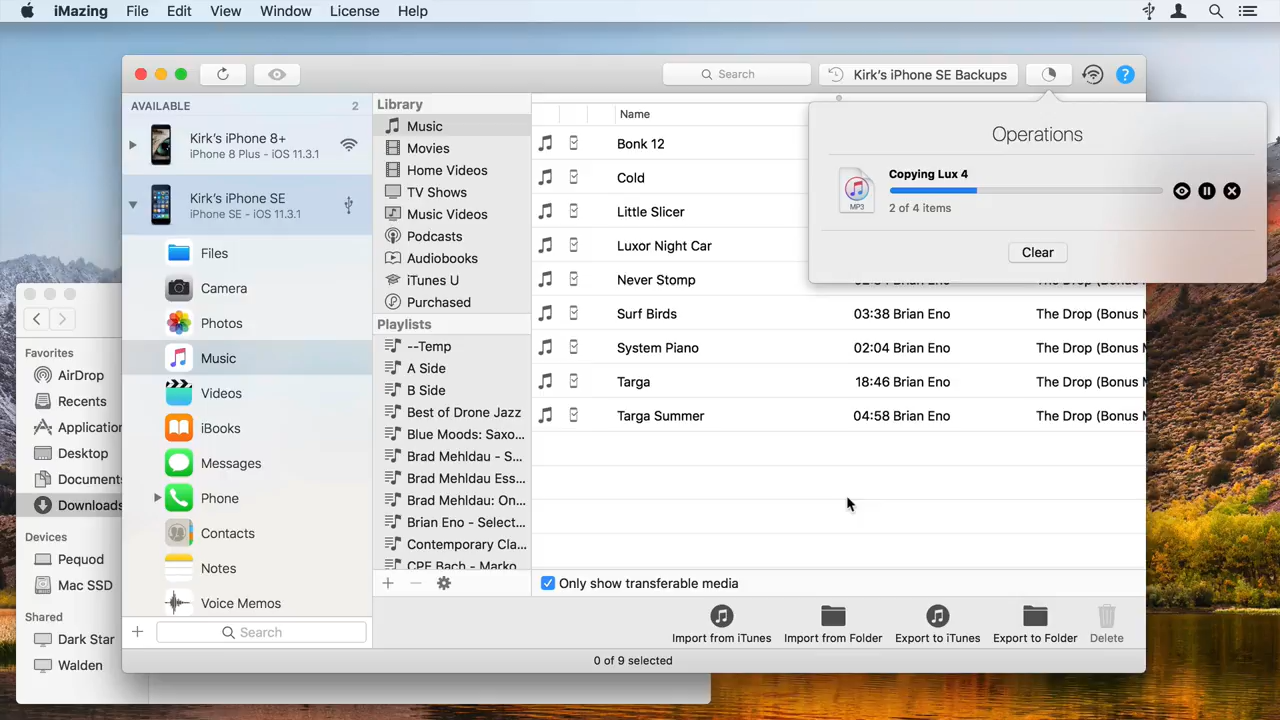 iMazing File Edit View Window License Help
Search
Kirk's iPhone SE Backups
?
AVAILABLE 2
Kirk's iPhone 8+
iPhone 8 Plus - iOS 11.3.1
Kirk's iPhone SE
iPhone SE - iOS 11.3.1
Files
Camera
Photos
Music
Videos
iBooks
Messages
Phone
Contacts
Notes
Voice Memos
Search
Library
Music
Movies
Home Videos
TV Shows
Music Videos
Podcasts
Audiobooks
iTunes U
Purchased
Playlists
--Temp
A Side
B Side
Best of Drone Jazz
Blue Moods: Saxo...
Brad Mehldau - S...
Brad Mehldau Ess...
Brad Mehldau: On...
Brian Eno - Select...
Contemporary Cla...
CPE Bach - Marko
Name
Bonk 12
Cold
Little Slicer
Luxor Night Car
Never Stomp
Surf Birds 03:38 Brian Eno The Drop (Bonus
System Piano 02:04 Brian Eno The Drop (Bonus
Targa 18:46 Brian Eno The Drop (Bonus
Targa Summer 04:58 Brian Eno The Drop (Bonus
Operations
Copying Lux 4
MP3
2 of 4 items
Clear
Only show transferable media
Import from iTunes
Import from Folder
Export to iTunes
Export to Folder
Delete
0 of 9 selected
Favorites
AirDrop
Recents
Application
Desktop
Document
Downloads
Devices
Pequod
Mac SSD
Shared
Dark Star
Walden